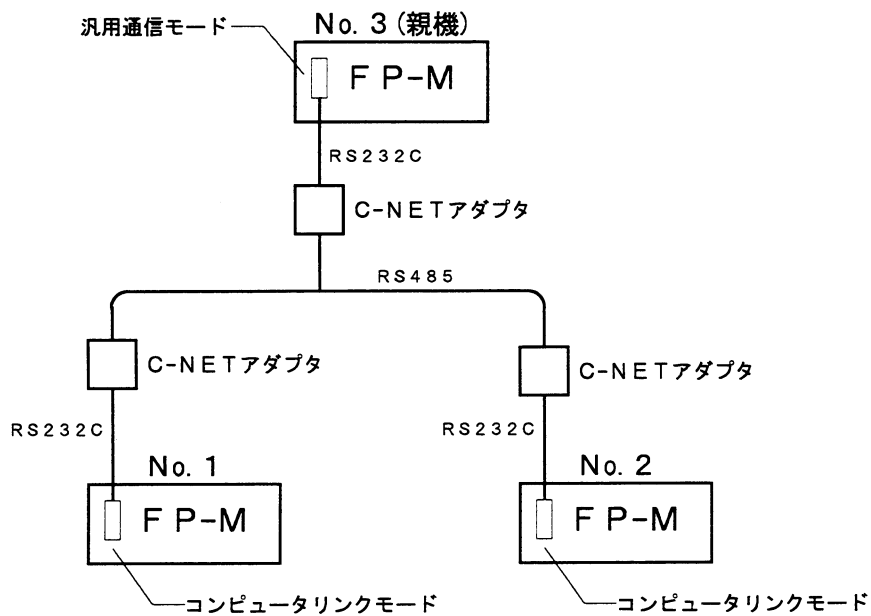 汎用通信モード
No. 3 (親機)
FP-M
RS232C
C-NETアダプタ
RS485
C-NETアダプタ
C-NETアダプタ
RS232C
RS232C
No. 1
No. 2
FP-M
FP-M
コンピュータリンクモード
コンピュータリンクモード